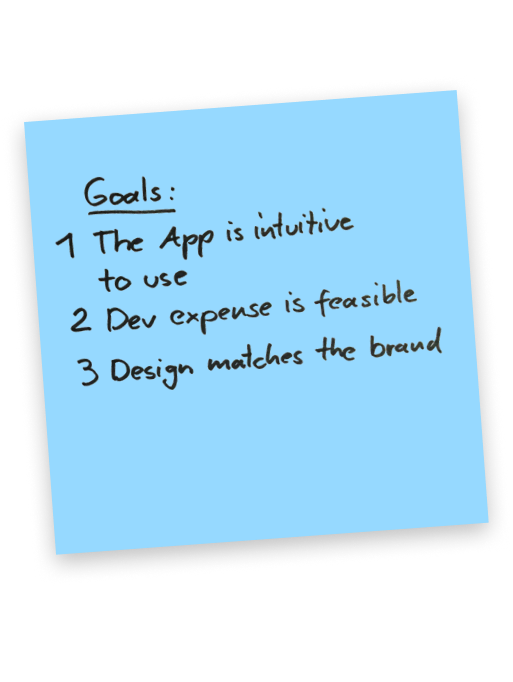 Goals:
1 The App is intuitive
to use
2 Dev expense is feasible
3 Design matches the brand